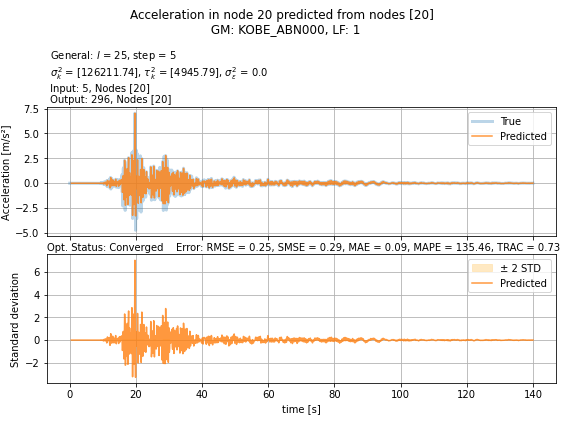 Acceleration in node 20 predicted from nodes [20]
GM: KOBE_ABN000, LF: 1
General: l = 25, step = 5
σ²ₖ = [126211.74], τ²ₖ = [4945.79], σ²ε = 0.0
Input: 5, Nodes [20]
Output: 296, Nodes [20]
7.5
5.0
2.5
0.0
−2.5
−5.0
Acceleration [m/s²]
True
Predicted
Opt. Status: Converged Error: RMSE = 0.25, SMSE = 0.29, MAE = 0.09, MAPE = 135.46, TRAC = 0.73
6
4
2
0
−2
Standard deviation
± 2 STD
Predicted
0 20 40 60 80 100 120 140
time [s]